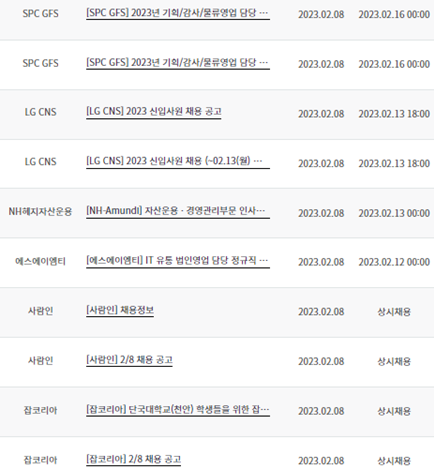 SPC GFS [SPC GFS] 2023년 기획/감사/물류영업 담당 ··· 2023.02.08 2023.02.16 00:00
SPC GFS [SPC GFS] 2023년 기획/감사/물류영업 담당 ··· 2023.02.08 2023.02.16 00:00
LG CNS [LG CNS] 2023 신입사원 채용 공고 2023.02.08 2023.02.13 18:00
LG CNS [LG CNS] 2023 신입사원 채용 (~02.13(월) ··· 2023.02.08 2023.02.13 18:00
NH헤지자산운용 [NH-Amundi] 자산운용 · 경영관리부문 인사··· 2023.02.08 2023.02.13 00:00
에스에이엠티 [에스에이엠티] IT 유통 법인영업 담당 정규직 ··· 2023.02.08 2023.02.12 00:00
사람인 [사람인] 채용정보 2023.02.08 상시채용
사람인 [사람인] 2/8 채용 공고 2023.02.08 상시채용
잡코리아 [잡코리아] 단국대학교(천안) 학생들을 위한 잡··· 2023.02.08 상시채용
잡코리아 [잡코리아] 2/8 채용 공고 2023.02.08 상시채용